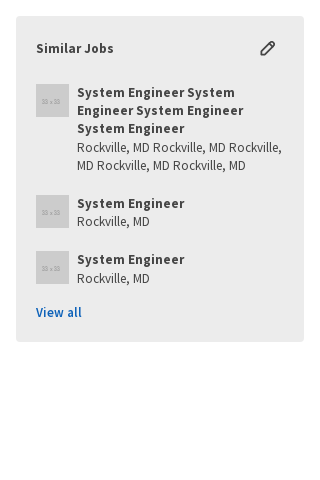 Similar Jobs
System Engineer System
Engineer System Engineer
System Engineer
Rockville, MD Rockville, MD Rockville,
MD Rockville, MD Rockville, MD
System Engineer
Rockville, MD
System Engineer
Rockville, MD
View all